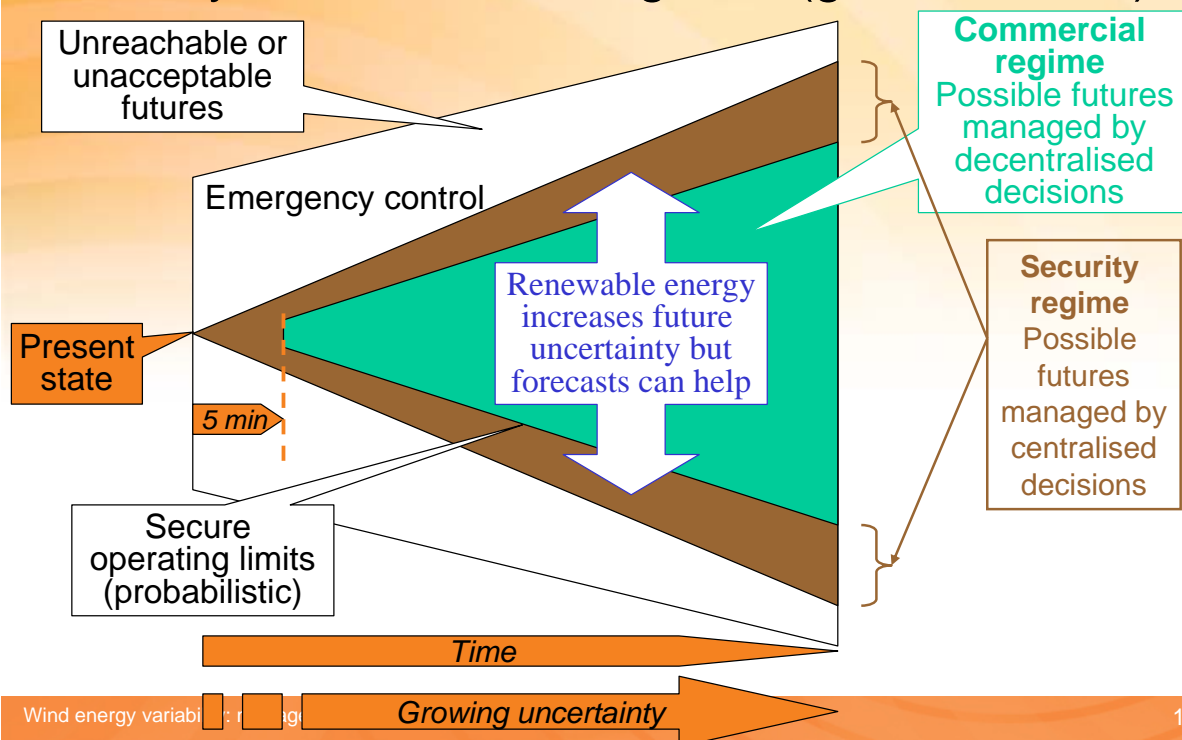 Unreachable or
unacceptable
futures
Commercial
regime
Possible futures
managed by
decentralised
decisions
Emergency control
Renewable energy
increases future
uncertainty but
forecasts can help
Security
regime
Possible
futures
managed by
centralised
decisions
Present
state
5 min
Secure
operating limits
(probabilistic)
Time
Growing uncertainty
Wind energy
1